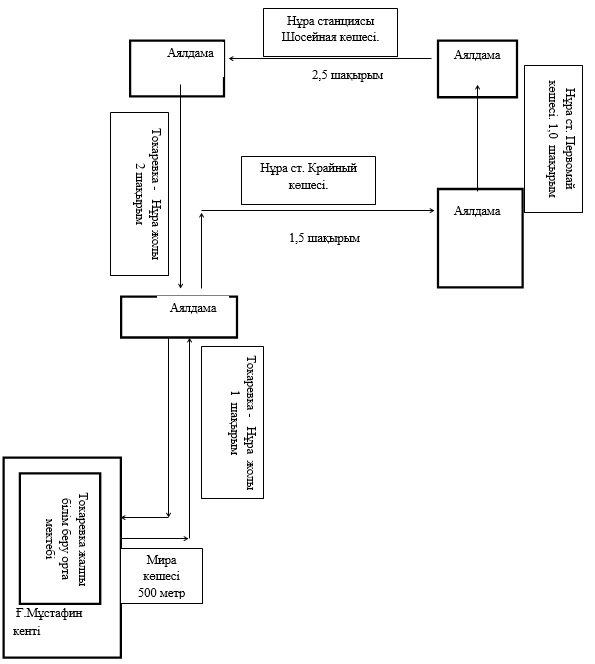 Нұра станциясы
Шосейная көшесі.
Аялдама
Аялдама
2,5 шақырым
Нұра ст. Первомай
көшесі. 1,0 шақырым
Токаревка - Нұра жолы
2 шақырым
Нұра ст. Крайный
көшесі.
Аялдама
1,5 шақырым
Аялдама
Токаревка - Нұра жолы
1 шақырым
Токаревка жалпы
білім беру орта
мектебі
Мира
көшесі
500 метр
Ғ.Мұстафин
кенті